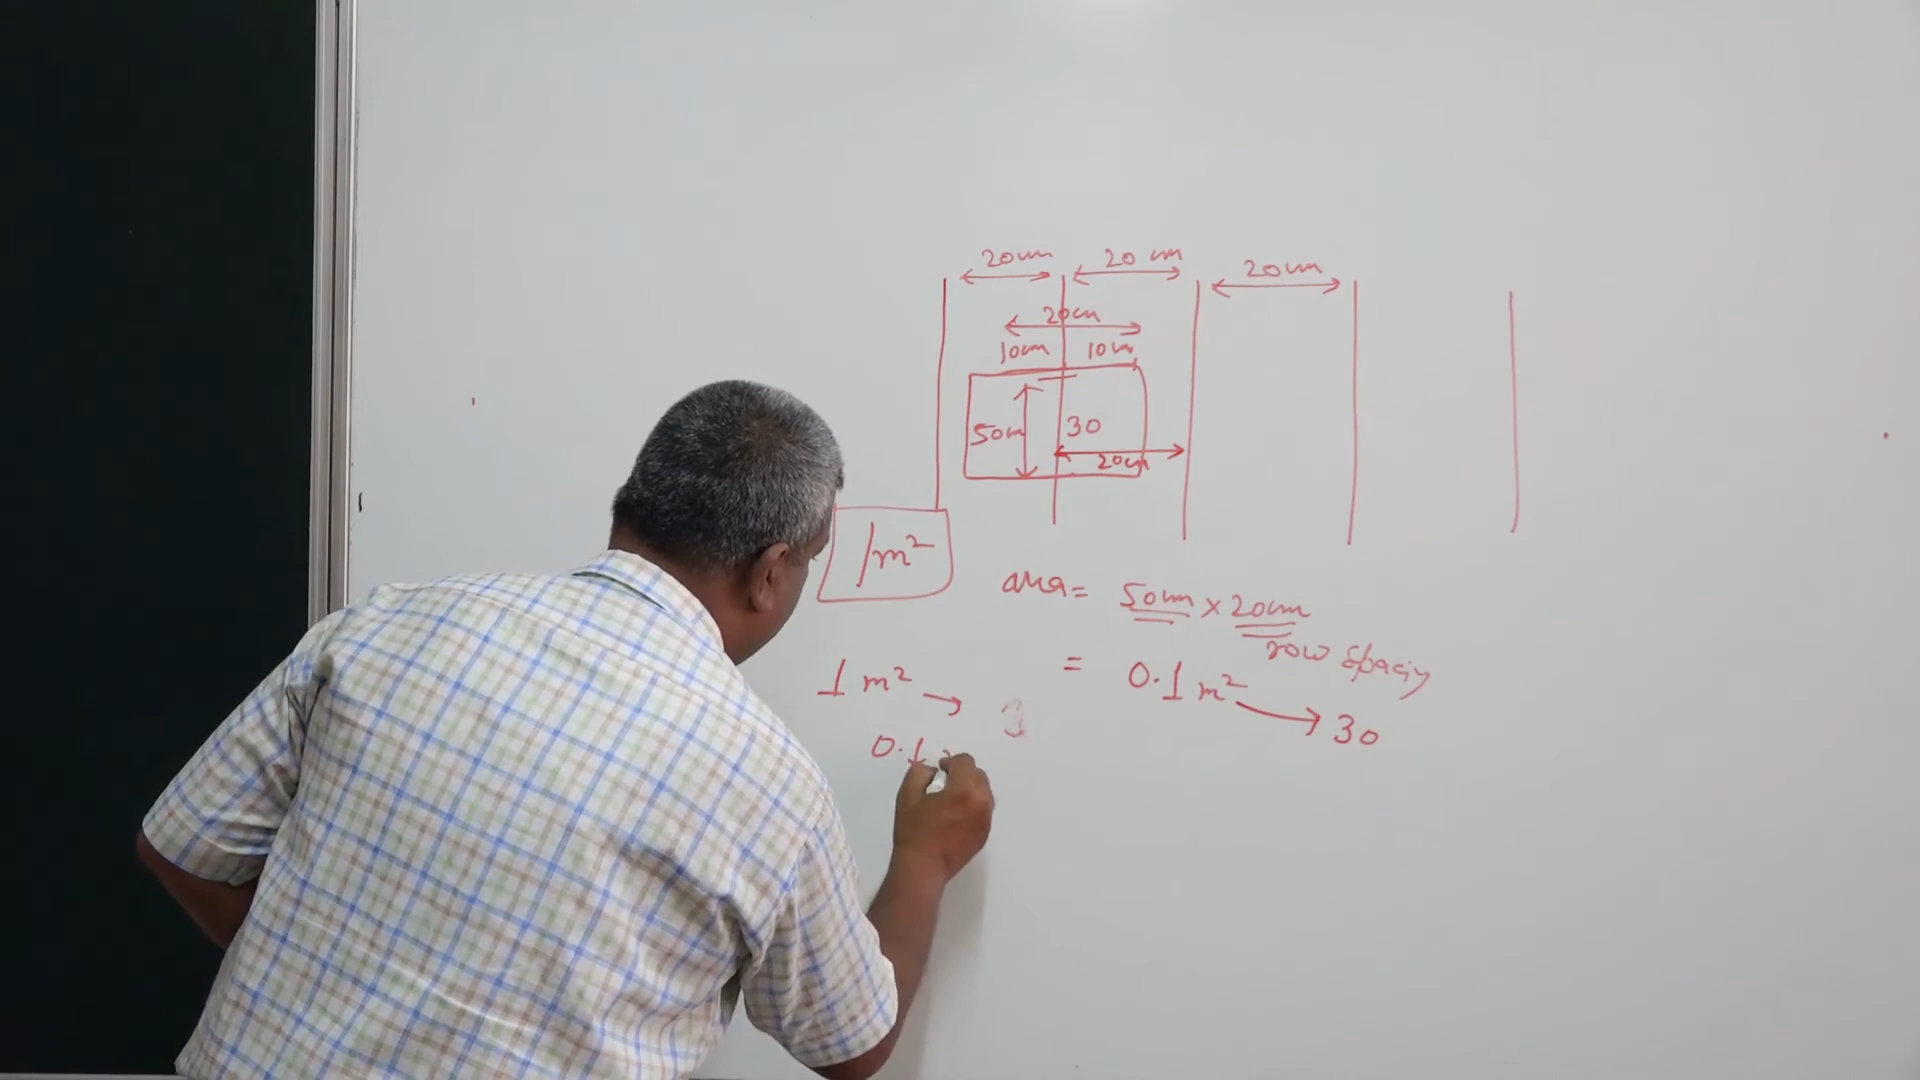 20cm 20 cm 20cm
20cm
10cm 10cm
50cm 30
20cm
/m²
area = 50cm x 20cm
row spacing
= 0.1 m² → 30
1 m² →
0.1